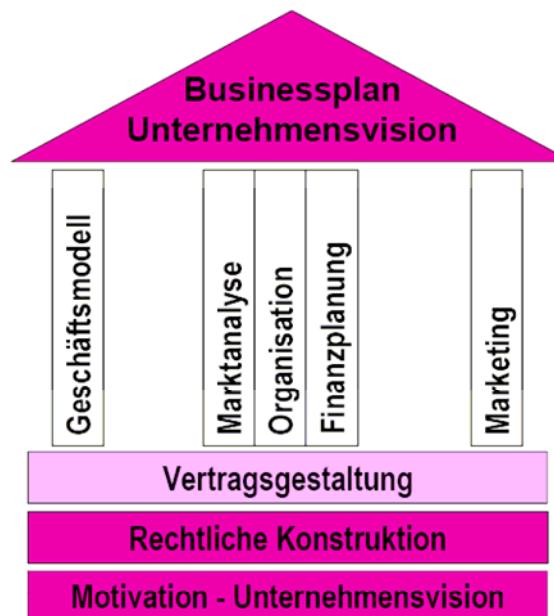 Businessplan
Unternehmensvision
Geschäftsmodell
Marktanalyse
Organisation
Finanzplanung
Marketing
Vertragsgestaltung
Rechtliche Konstruktion
Motivation - Unternehmensvision